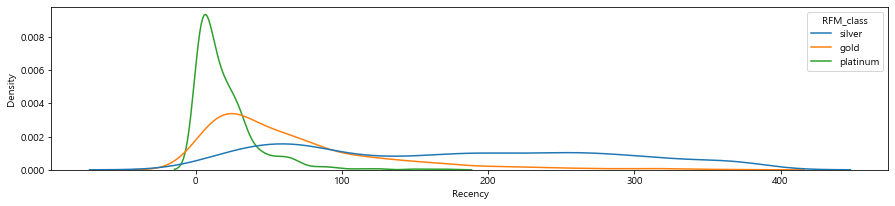 RFM_class
silver
gold
platinum
Density
0.008
0.006
0.004
0.002
0.000
0 100 200 300 400
Recency